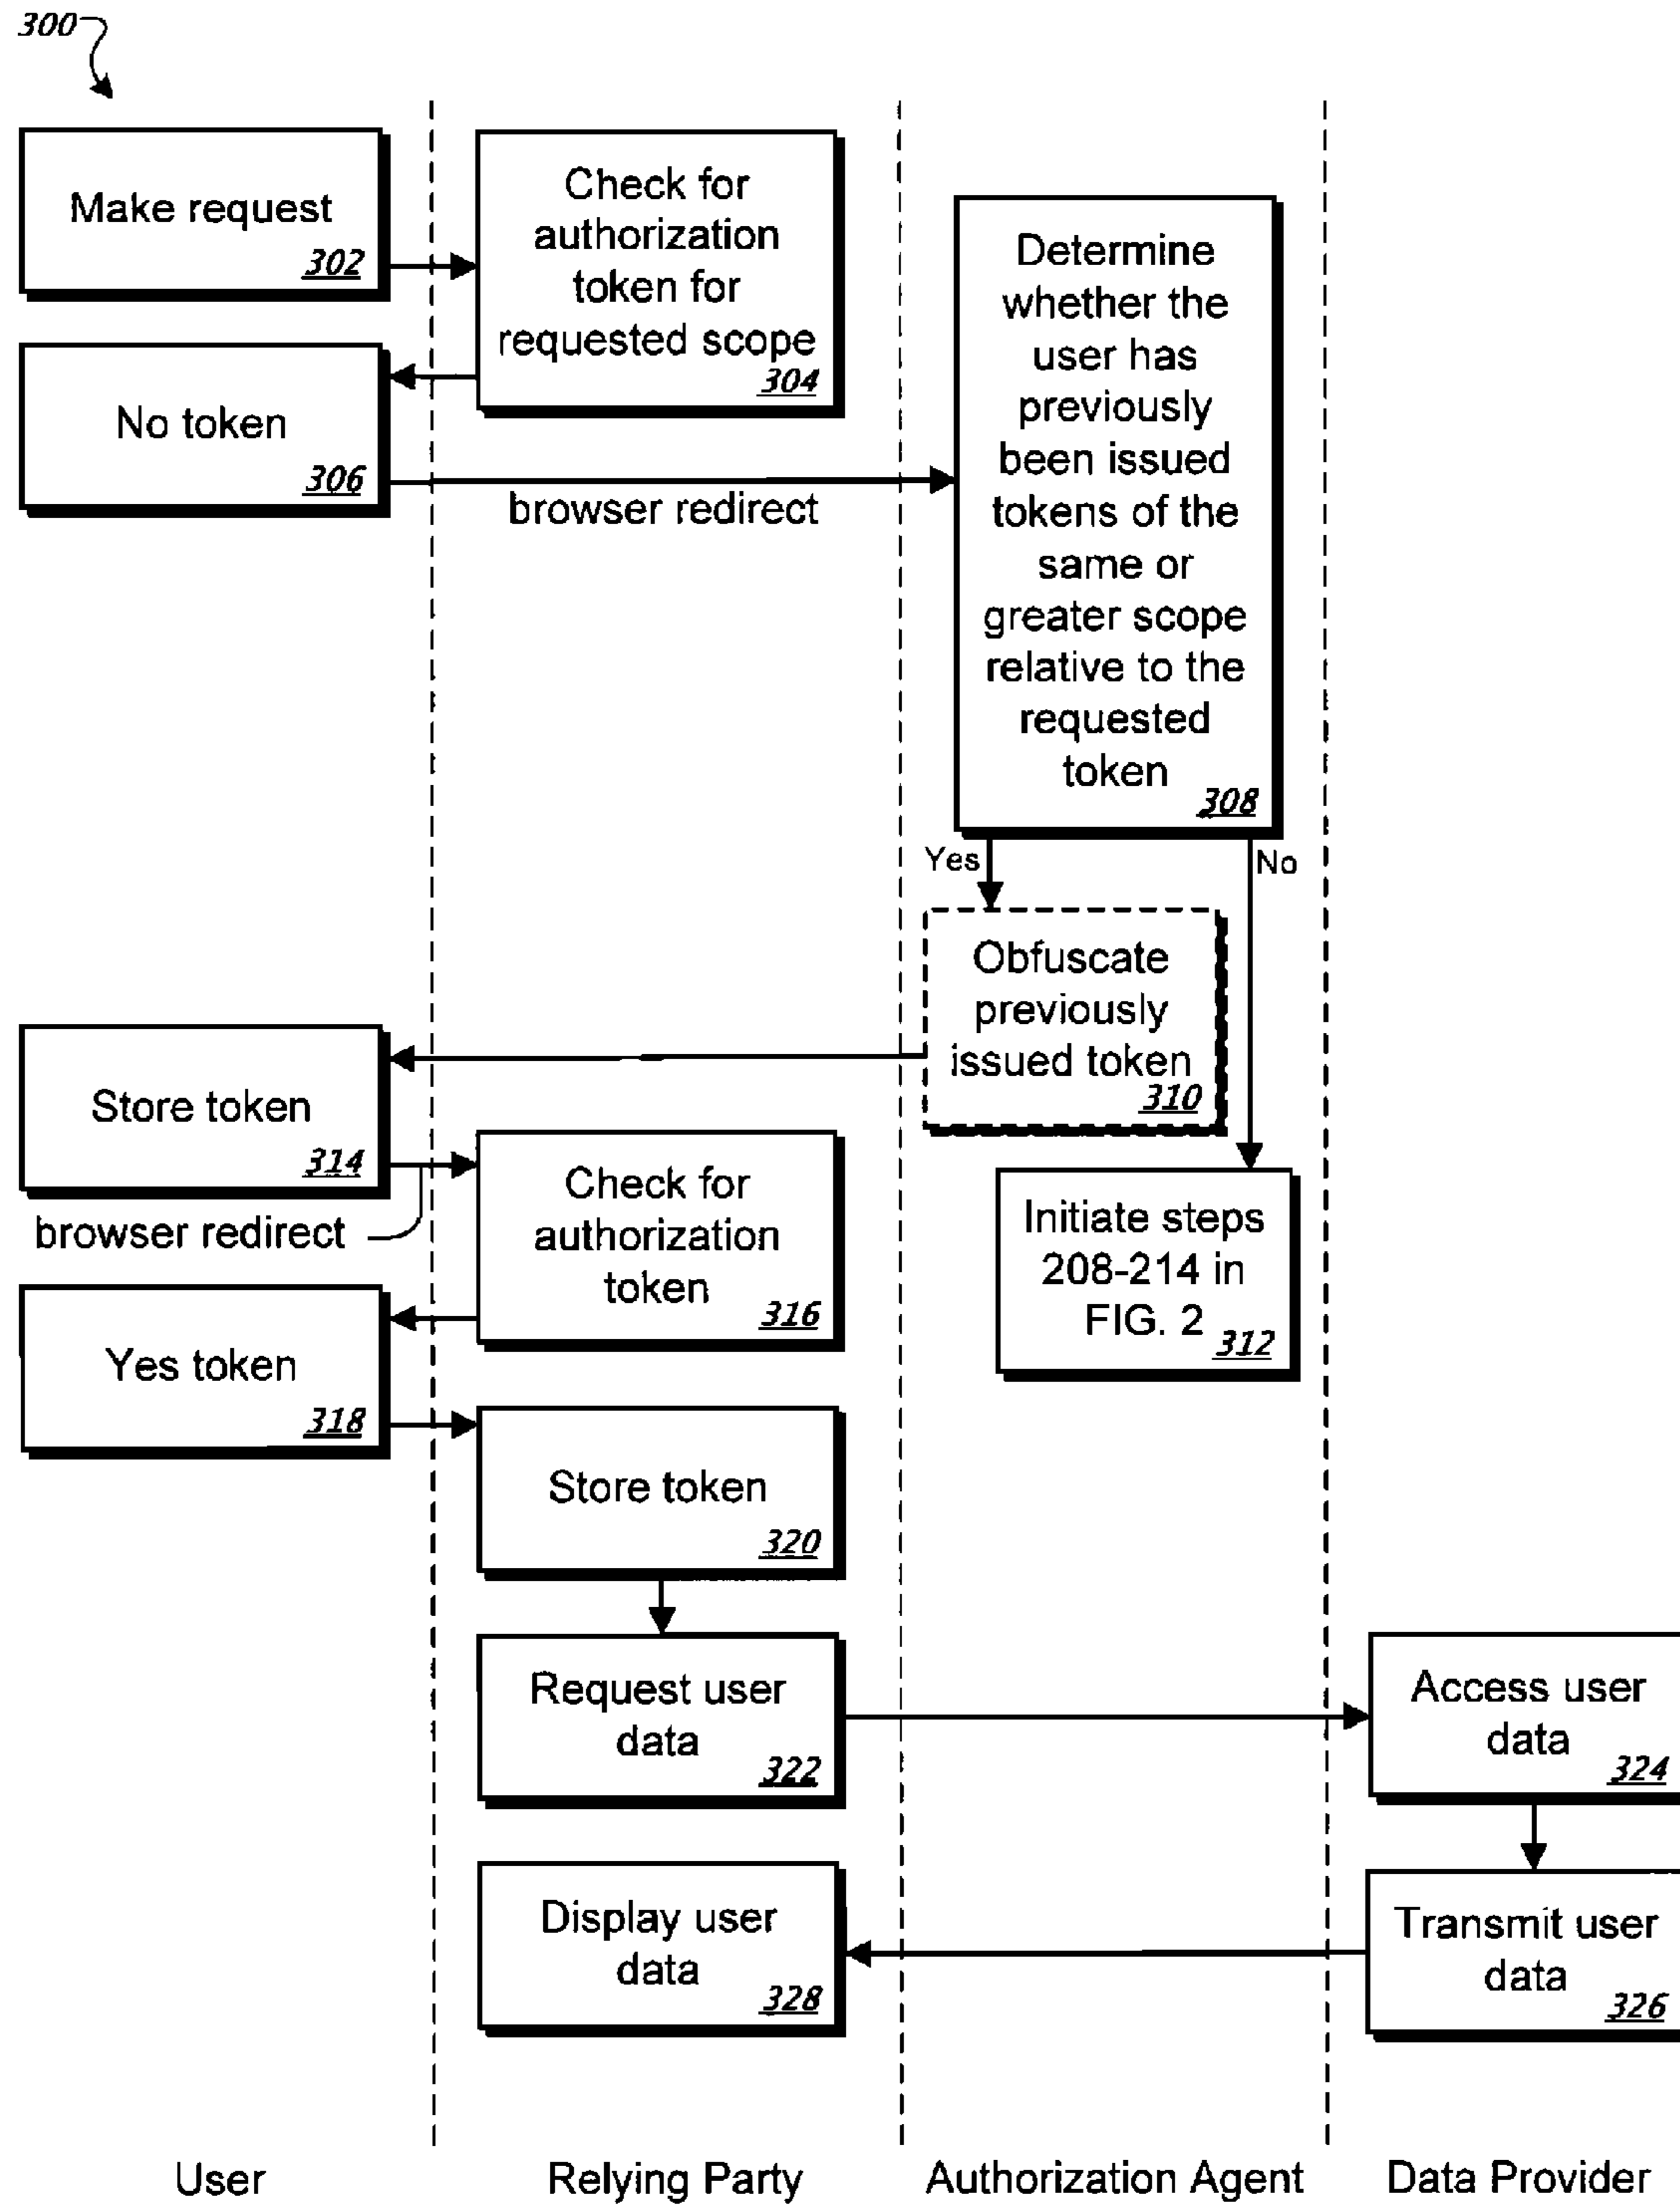 300
Make request
302
Check for
authorization
token for
requested scope
304
No token
306
browser redirect
Determine
whether the
user has
previously
been issued
tokens of the
same or
greater scope
relative to the
requested
token
308
Yes
No
Obfuscate
previously
issued token
310
Store token
314
browser redirect
Check for
authorization
token
316
Initiate steps
208-214 in
FIG. 2
312
Yes token
318
Store token
320
Request user
data
322
Access user
data
324
Display user
data
328
Transmit user
data
326
User
Relying Party
Authorization Agent
Data Provider